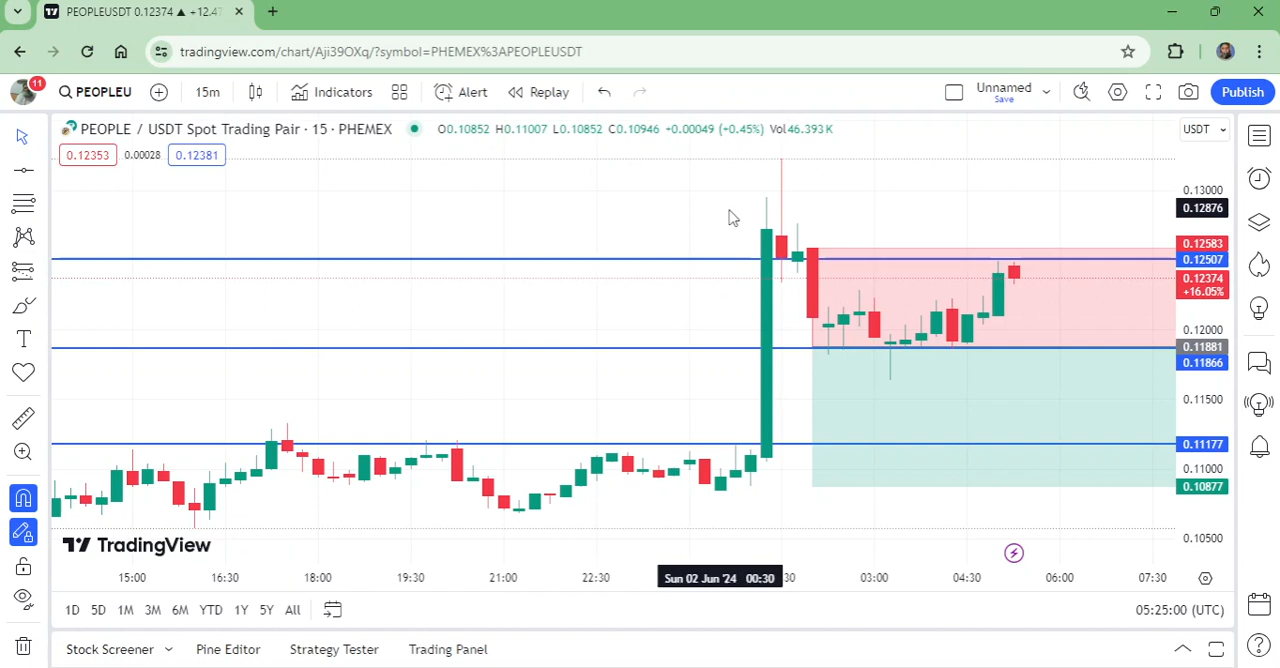 PEOPLEUSDT 0.12374 ▲ +12.47
tradingview.com/chart/Aji39OXq/?symbol=PHEMEX%3APEOPLEUSDT
11
PEOPLEU 15m Indicators Alert Replay Unnamed Save Publish
PEOPLE / USDT Spot Trading Pair · 15 · PHEMEX O0.10852 H0.11007 L0.10852 C0.10946 +0.00049 (+0.45%) Vol46.393K
USDT
0.12353 0.00028 0.12381
0.13000
0.12876
0.12583
0.12507
0.12374
+16.05%
0.12000
0.11881
0.11866
0.11500
0.11177
0.11000
0.10877
0.10500
TradingView
15:00 16:30 18:00 19:30 21:00 22:30 Sun 02 Jun '24 00:30 :30 03:00 04:30 06:00 07:30
1D 5D 1M 3M 6M YTD 1Y 5Y All 05:25:00 (UTC)
Stock Screener Pine Editor Strategy Tester Trading Panel